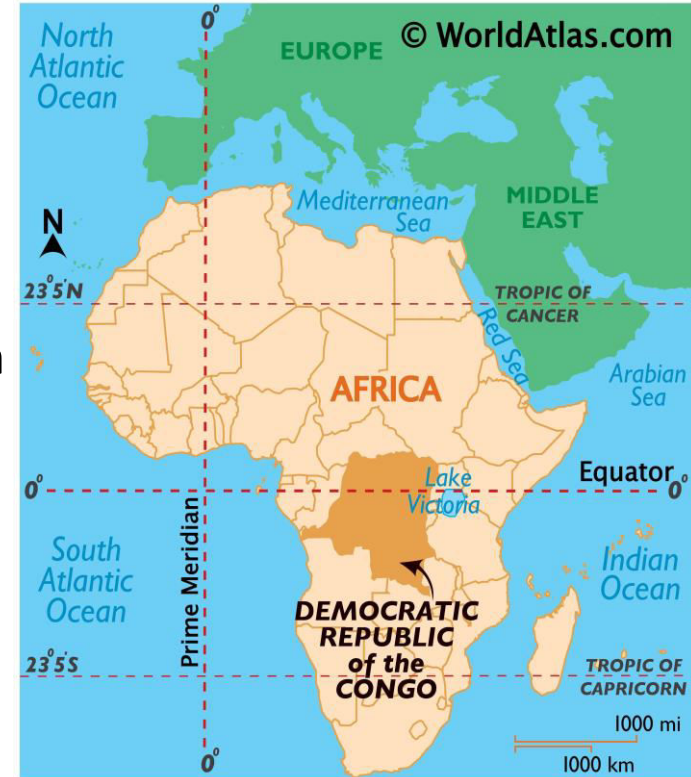 0°
© WorldAtlas.com
North
Atlantic
Ocean
EUROPE
Mediterranean
Sea
MIDDLE
EAST
N
23°5'N
TROPIC OF
CANCER
Red Sea
n
AFRICA
Arabian
Sea
Lake
Victoria
Equator
0°
0°
Prime Meridian
South
Atlantic
Ocean
Indian
Ocean
DEMOCRATIC
REPUBLIC
of the
CONGO
23°5'S
TROPIC OF
CAPRICORN
1000 mi
1000 km
0°